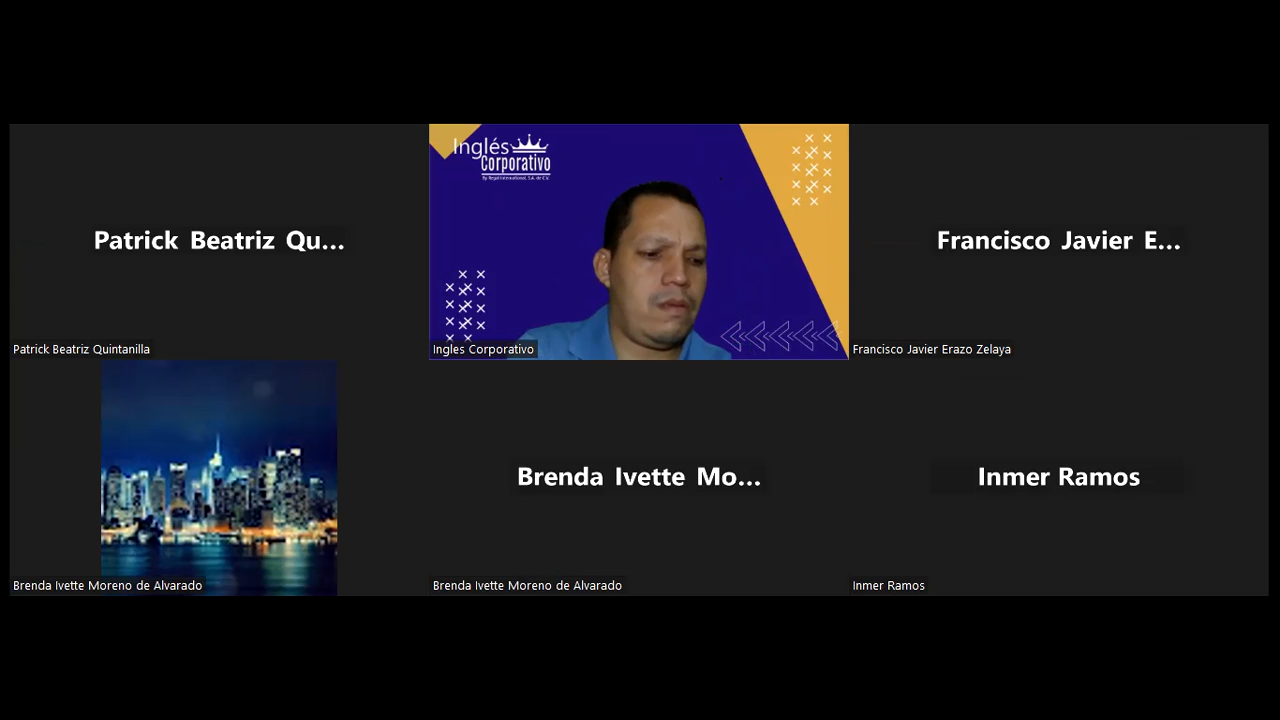 Patrick Beatriz Qu...
Patrick Beatriz Quintanilla
Inglés
Corporativo
Ingles Corporativo
Francisco Javier E...
Francisco Javier Erazo Zelaya
Brenda Ivette Moreno de Alvarado
Brenda Ivette Mo...
Brenda Ivette Moreno de Alvarado
Inmer Ramos
Inmer Ramos